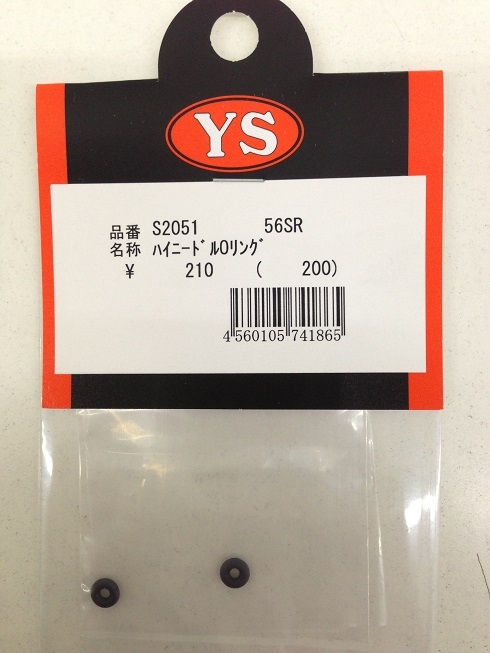 YS
品番 S2051 56SR
名称 ﾊｲﾆｰﾄﾞﾙOﾘﾝｸﾞ
¥ 210 ( 200)
4 560105 741865